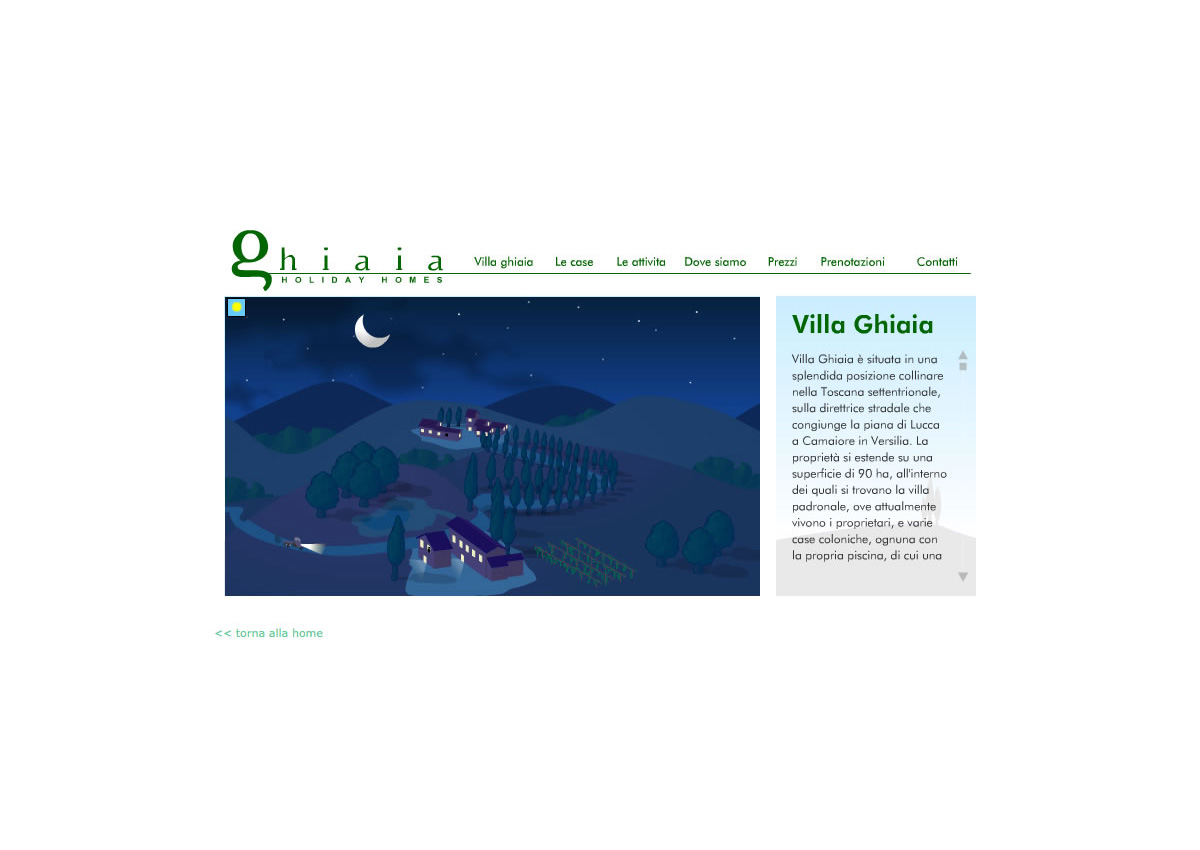 ghiaia
HOLIDAY HOMES
Villa ghiaia Le case Le attivita Dove siamo Prezzi Prenotazioni Contatti
Villa Ghiaia
Villa Ghiaia è situata in una
splendida posizione collinare
nella Toscana settentrionale,
sulla direttrice stradale che
congiunge la piana di Lucca
a Camaiore in Versilia. La
proprietà si estende su una
superficie di 90 ha, all'interno
dei quali si trovano la villa
padronale, ove attualmente
vivono i proprietari, e varie
case coloniche, ognuna con
la propria piscina, di cui una
<< torna alla home